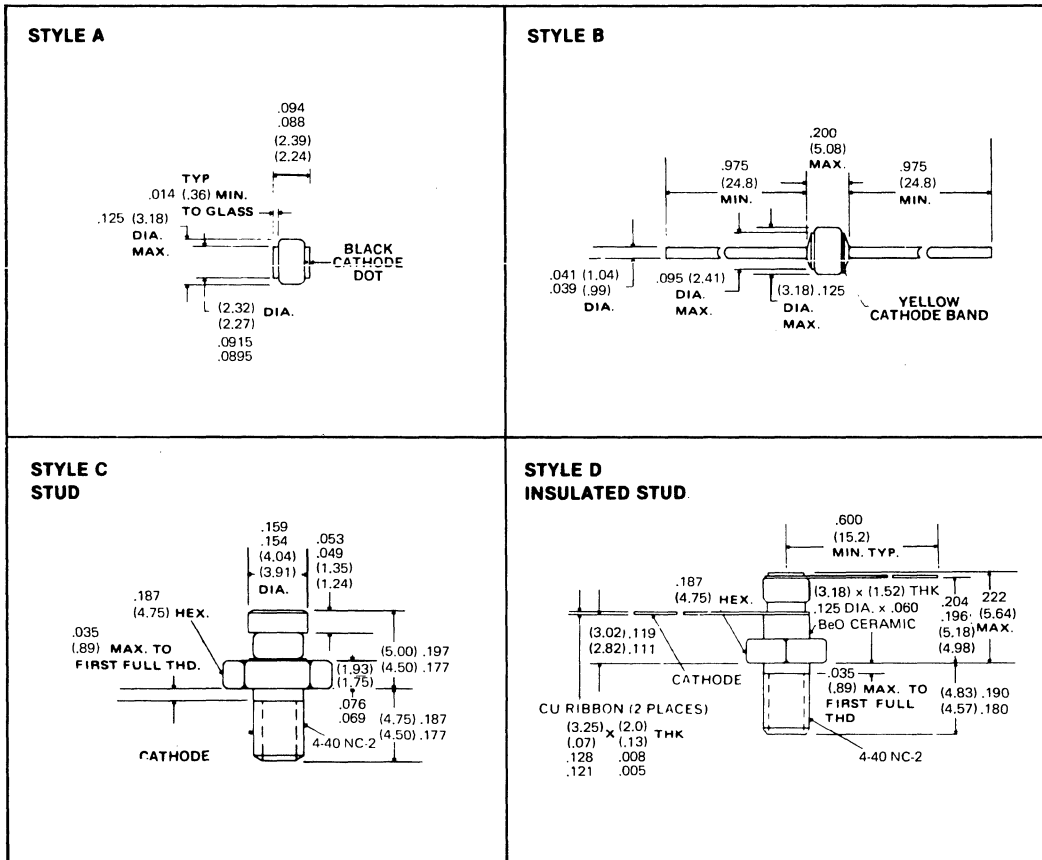 STYLE A
.094
.088
(2.39)
(2.24)
TYP
.014 (.36) MIN.
TO GLASS
.125 (3.18)
DIA.
MAX.
BLACK
CATHODE
DOT
(2.32) DIA.
(2.27)
.0915
.0895
STYLE B
.200
(5.08)
MAX.
.975
(24.8)
MIN.
.975
(24.8)
MIN.
.041 (1.04)
.039 (.99)
DIA.
.095 (2.41)
DIA.
MAX.
(3.18) .125
DIA.
MAX.
YELLOW
CATHODE BAND
STYLE C
STUD
.159
.154
(4.04)
(3.91)
DIA.
.053
.049
(1.35)
(1.24)
.187
(4.75) HEX.
.035
(.89) MAX. TO
FIRST FULL THD.
(5.00) .197
(4.50) .177
(1.93)
(1.75)
.076
.069
(4.75) .187
(4.50) .177
4-40 NC-2
CATHODE
STYLE D
INSULATED STUD
.600
(15.2)
MIN. TYP.
.187
(4.75) HEX.
(3.18) x (1.52) THK
.125 DIA. x .060
BeO CERAMIC
.204
.196
(5.18)
(4.98)
.222
(5.64)
MAX.
(3.02) .119
(2.82) .111
CATHODE
.035
(.89) MAX. TO
FIRST FULL
THD
(4.83) .190
(4.57) .180
CU RIBBON (2 PLACES)
(3.25) x (2.0) THK
(.07) (.13)
.128 .008
.121 .005
4-40 NC-2